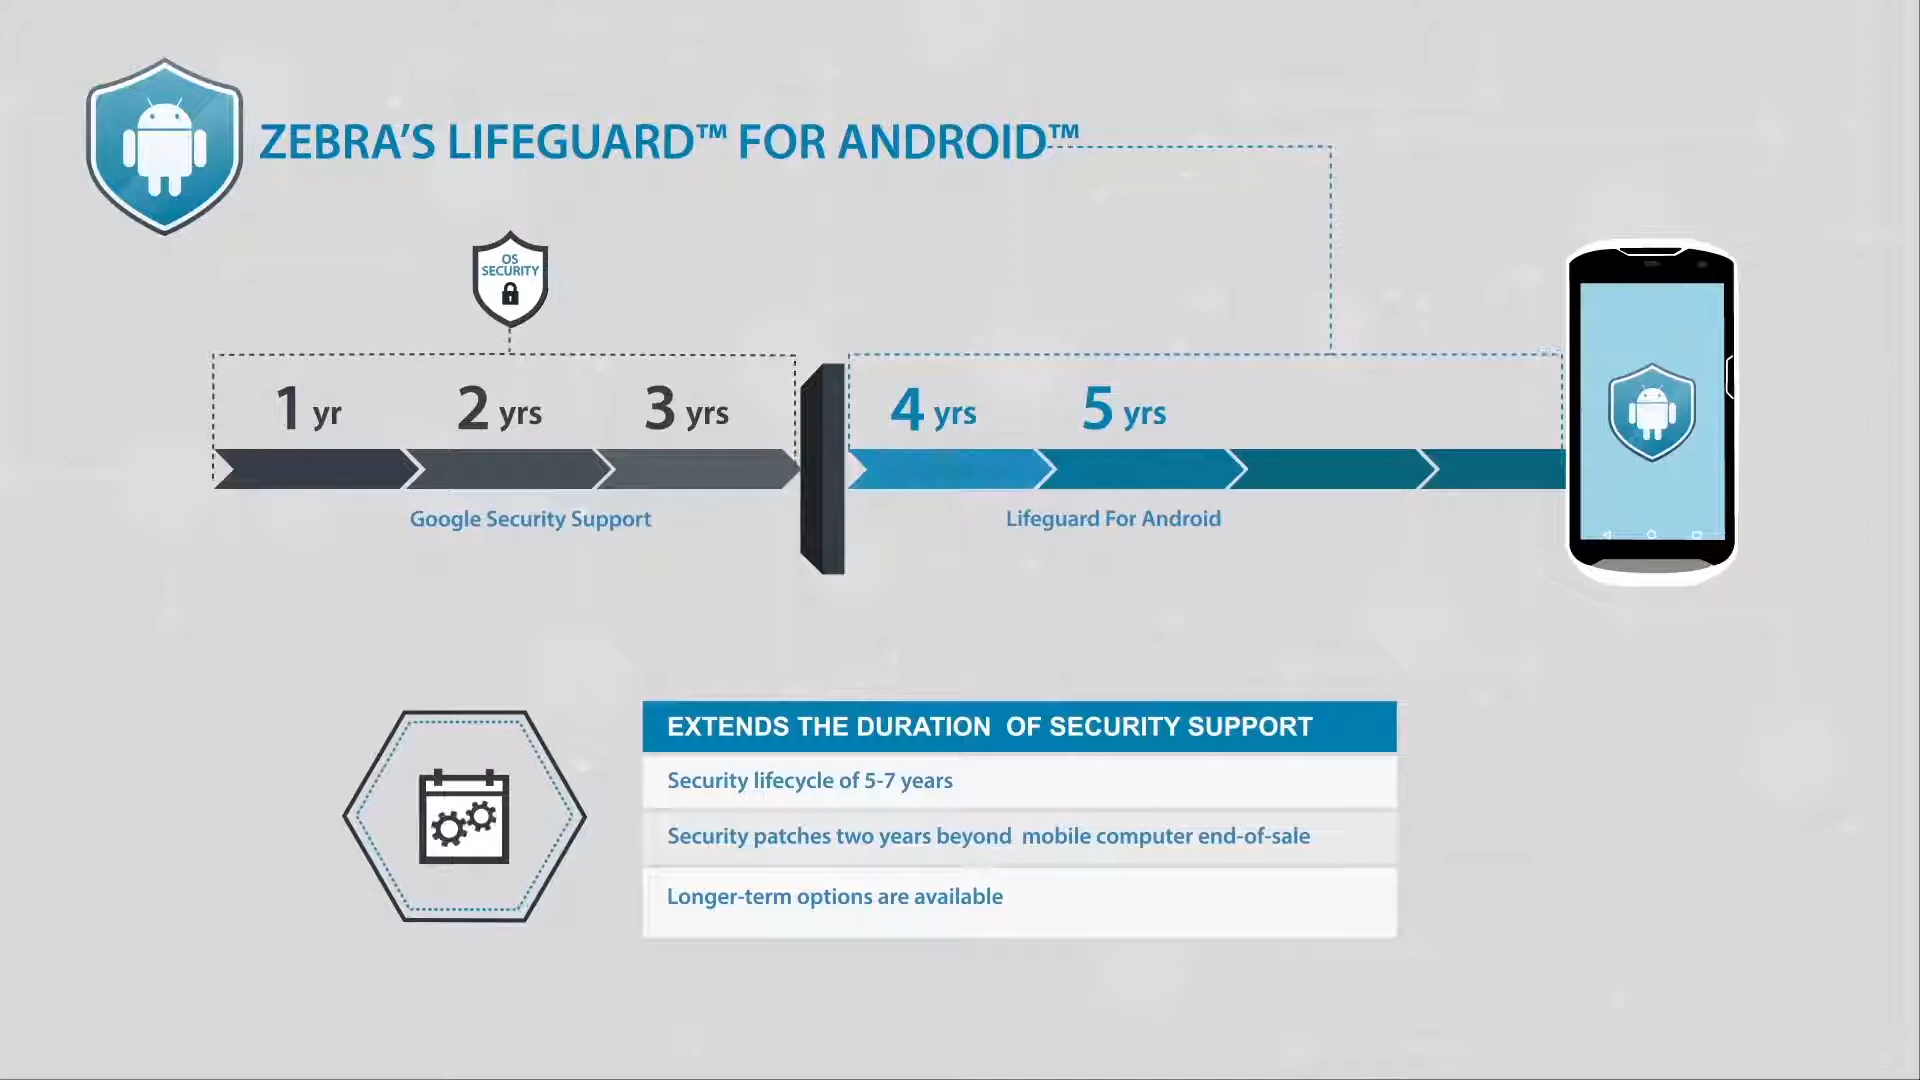 ZEBRA'S LIFEGUARD™ FOR ANDROID™
OS
SECURITY
1 yr
2 yrs
3 yrs
4 yrs
5 yrs
Google Security Support
Lifeguard For Android
EXTENDS THE DURATION OF SECURITY SUPPORT
Security lifecycle of 5-7 years
Security patches two years beyond mobile computer end-of-sale
Longer-term options are available